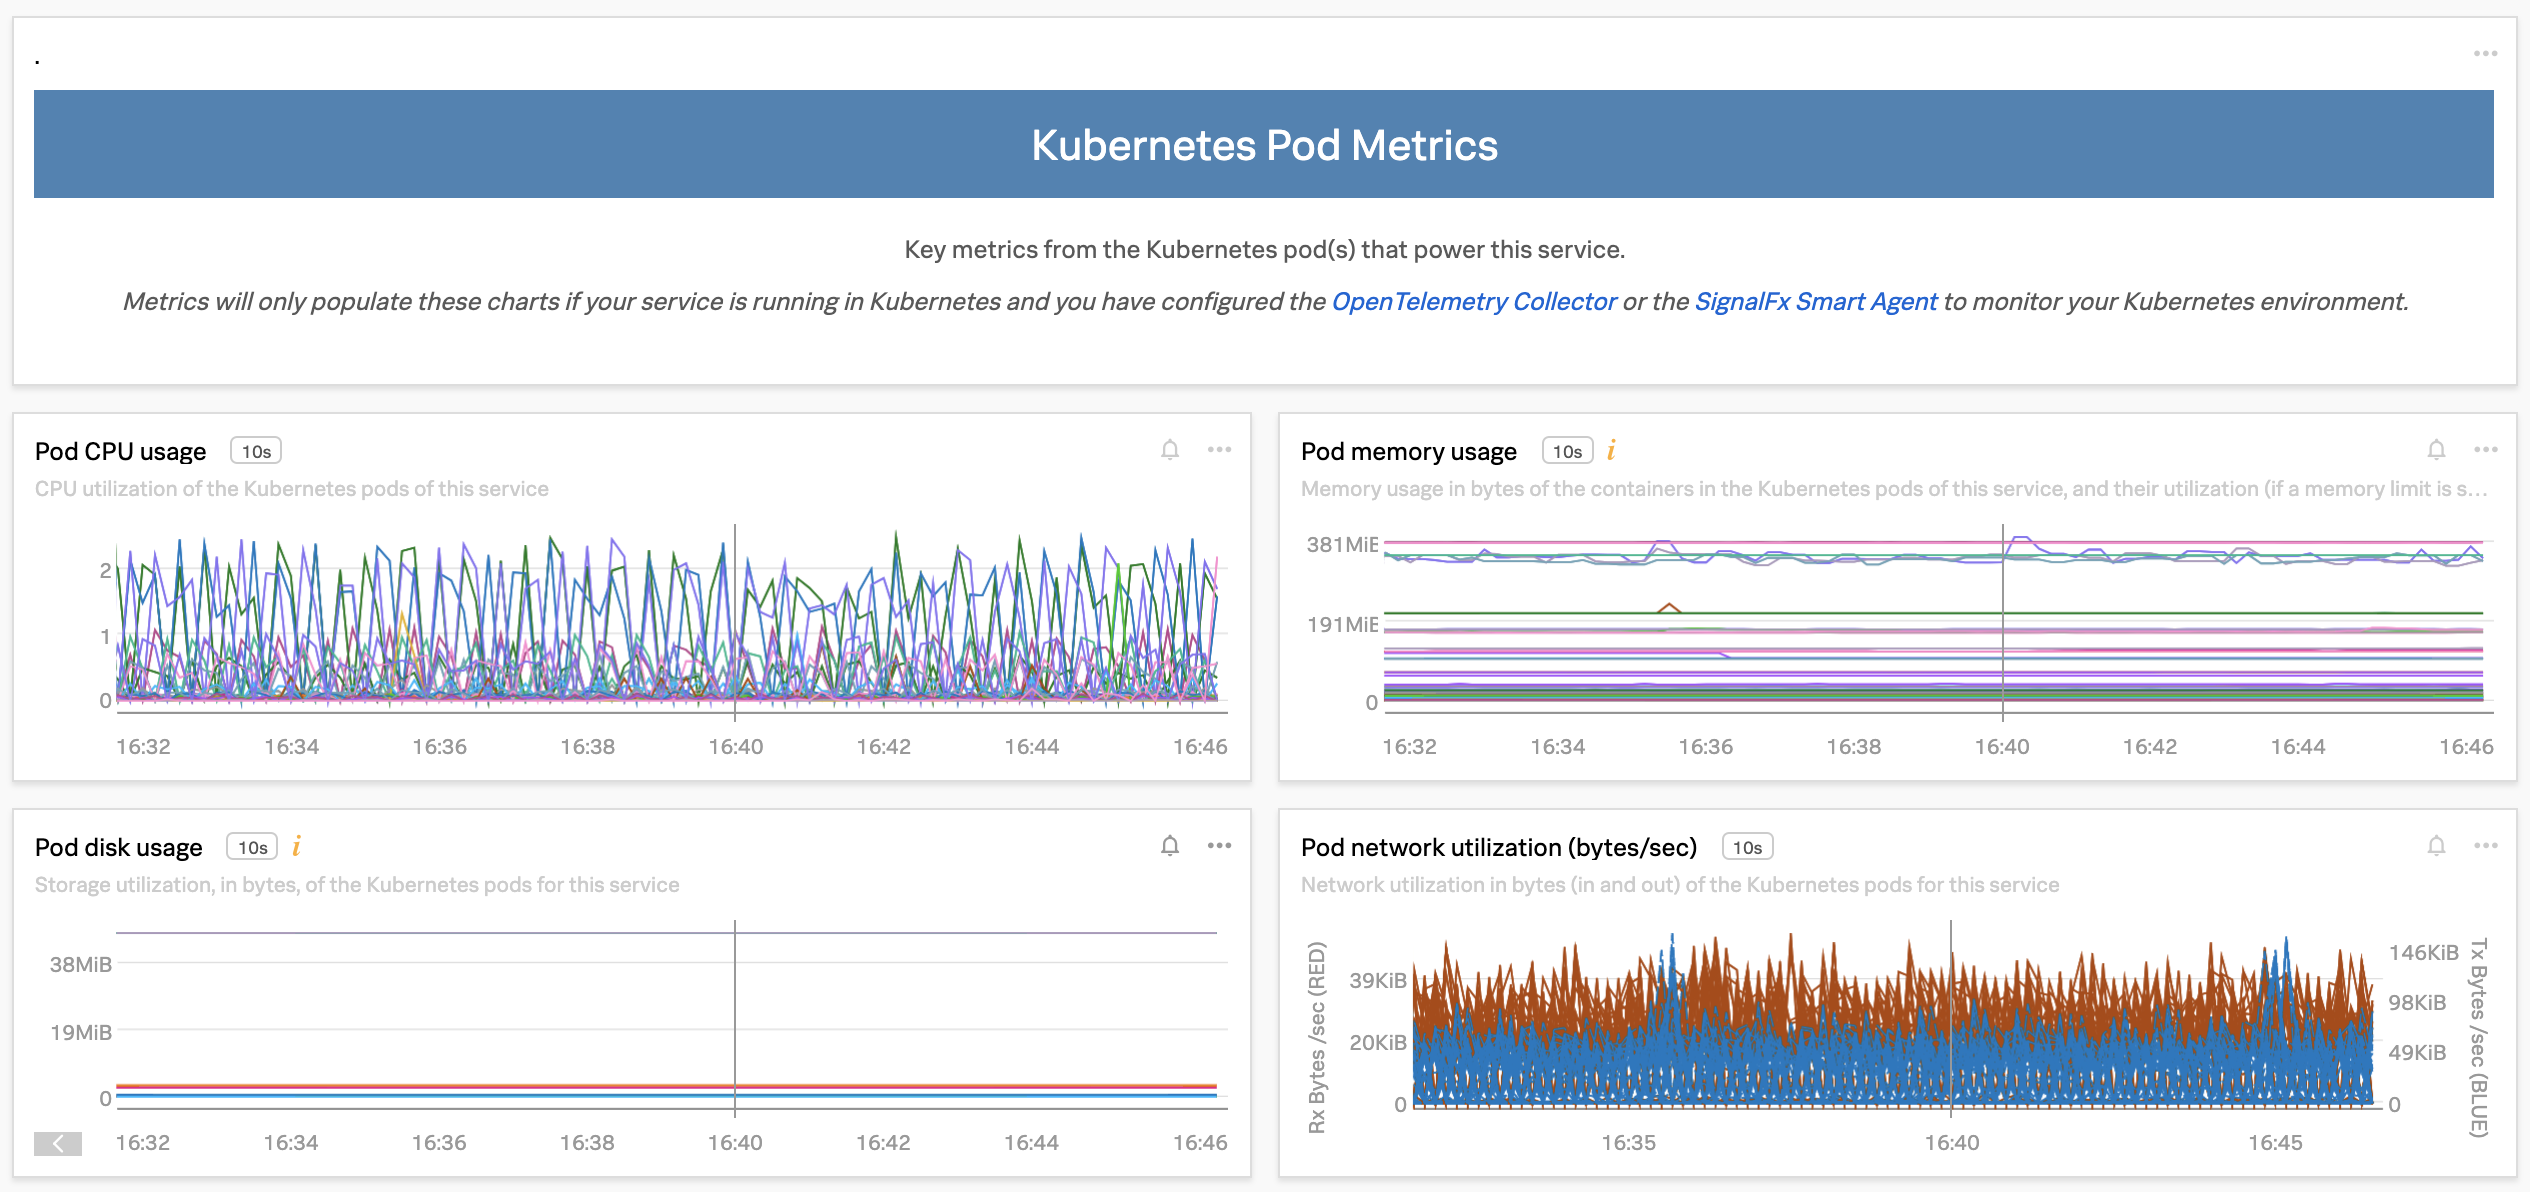 .
Kubernetes Pod Metrics
Key metrics from the Kubernetes pod(s) that power this service.
Metrics will only populate these charts if your service is running in Kubernetes and you have configured the OpenTelemetry Collector or the SignalFx Smart Agent to monitor your Kubernetes environment.
Pod CPU usage 10s
CPU utilization of the Kubernetes pods of this service
2
1
0
16:32 16:34 16:36 16:38 16:40 16:42 16:44 16:46
Pod memory usage 10s i
Memory usage in bytes of the containers in the Kubernetes pods of this service, and their utilization (if a memory limit is s...
381MiE
191MiE
0
16:32 16:34 16:36 16:38 16:40 16:42 16:44 16:46
Pod disk usage 10s i
Storage utilization, in bytes, of the Kubernetes pods for this service
38MiB
19MiB
0
16:32 16:34 16:36 16:38 16:40 16:42 16:44 16:46
Pod network utilization (bytes/sec) 10s
Network utilization in bytes (in and out) of the Kubernetes pods for this service
Rx Bytes /sec (RED)
39KiB
20KiB
0
146KiB
98KiB
49KiB
0
Tx Bytes /sec (BLUE)
16:35 16:40 16:45